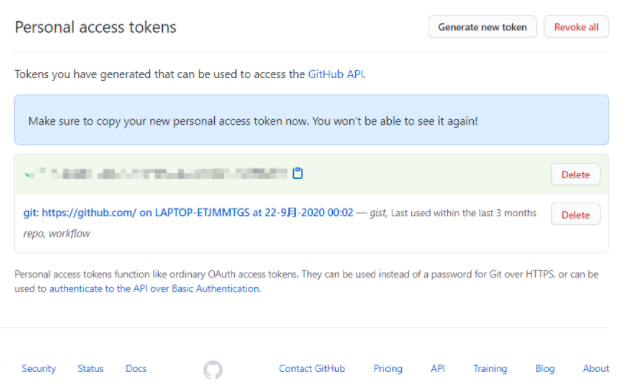 Personal access tokens
Generate new token
Revoke all
Tokens you have generated that can be used to access the GitHub API.
Make sure to copy your new personal access token now. You won't be able to see it again!
Delete
git: https://github.com/ on LAPTOP-ETJMMTGS at 22-9月-2020 00:02 — gist, Last used within the last 3 months
Delete
repo, workflow
Personal access tokens function like ordinary OAuth access tokens. They can be used instead of a password for Git over HTTPS, or can be
used to authenticate to the API over Basic Authentication.
Security Status Docs Contact GitHub Pricing API Training Blog About